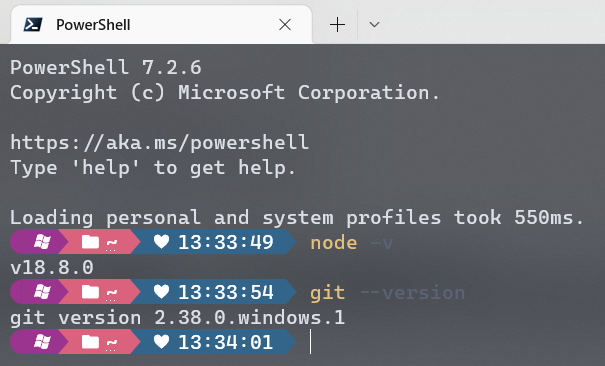 PowerShell
PowerShell 7.2.6
Copyright (c) Microsoft Corporation.
https://aka.ms/powershell
Type 'help' to get help.
Loading personal and system profiles took 550ms.
~ 13:33:49 node -v
v18.8.0
~ 13:33:54 git --version
git version 2.38.0.windows.1
~ 13:34:01